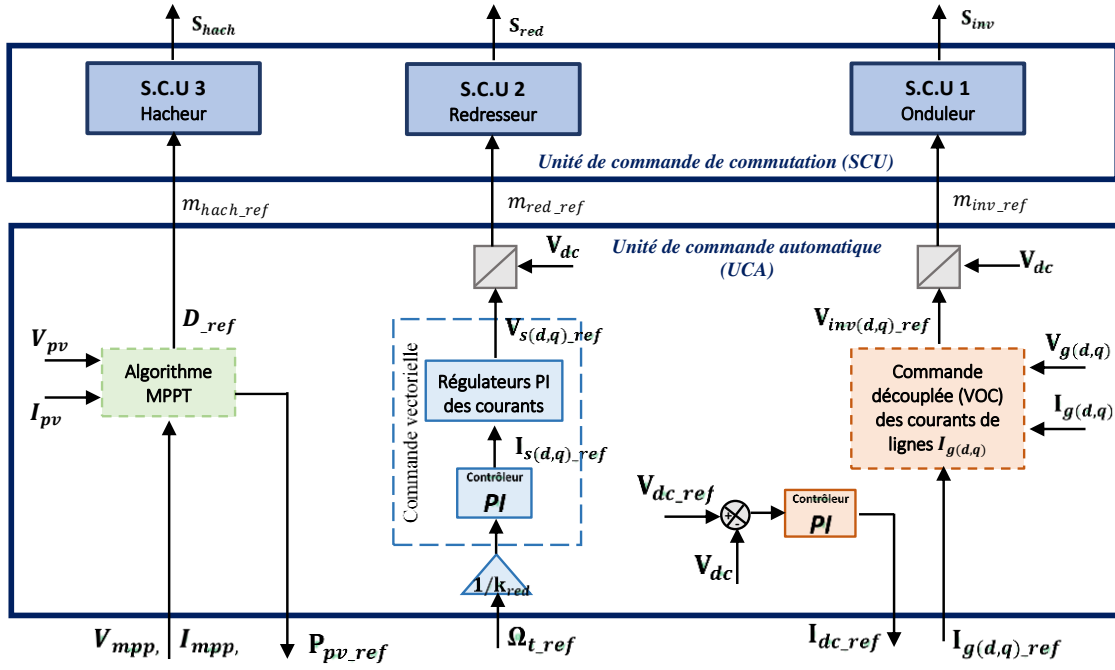 S_hach
S_red
S_inv
S.C.U 3
Hacheur
S.C.U 2
Redresseur
S.C.U 1
Onduleur
Unité de commande de commutation (SCU)
m_hach_ref
m_red_ref
m_inv_ref
Unité de commande automatique
(UCA)
V_dc
V_dc
D_ref
V_s(d,q)_ref
V_inv(d,q)_ref
V_pv
I_pv
Algorithme
MPPT
Commande vectorielle
Régulateurs PI
des courants
I_s(d,q)_ref
Contrôleur
PI
1/k_red
Commande
découplée (VOC)
des courants de
lignes I_g(d,q)
V_g(d,q)
I_g(d,q)
V_dc_ref
+
-
V_dc
Contrôleur
PI
V_mpp, I_mpp,
P_pv_ref
Ω_t_ref
I_dc_ref
I_g(d,q)_ref